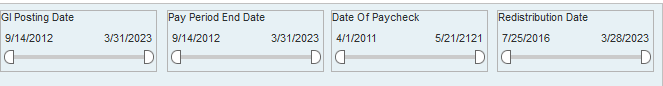 Gl Posting Date Pay Period End Date Date Of Paycheck Redistribution Date
9/14/2012 3/31/2023 9/14/2012 3/31/2023 4/1/2011 5/21/2121 7/25/2016 3/28/2023